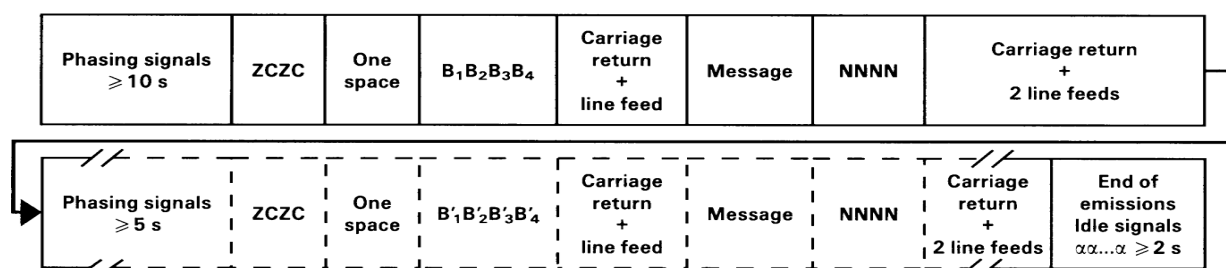 Phasing signals
⩾ 10 s
ZCZC
One
space
B₁B₂B₃B₄
Carriage
return
+
line feed
Message
NNNN
Carriage return
+
2 line feeds
Phasing signals
⩾ 5 s
ZCZC
One
space
B′₁B′₂B′₃B′₄
Carriage
return
+
line feed
Message
NNNN
Carriage
return
+
2 line feeds
End of
emissions
Idle signals
αα...α ⩾ 2 s